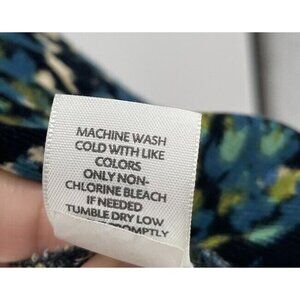 MACHINE WASH
COLD WITH LIKE
COLORS
ONLY NON-
CHLORINE BLEACH
IF NEEDED
TUMBLE DRY LOW